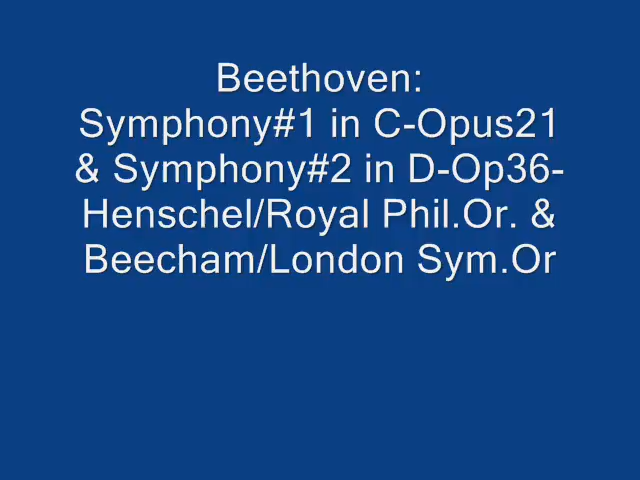 Beethoven:
Symphony#1 in C-Opus21
& Symphony#2 in D-Op36-
Henschel/Royal Phil.Or. &
Beecham/London Sym.Or